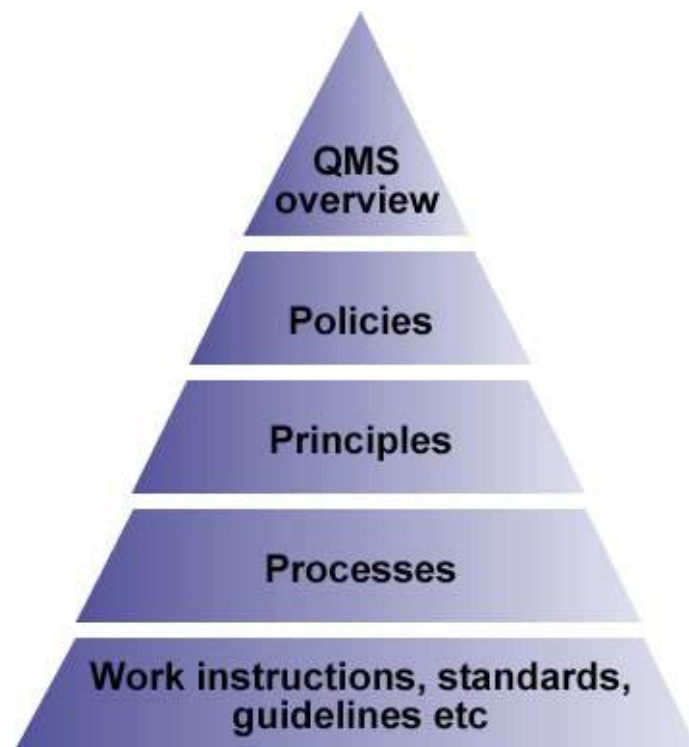 QMS
overview
Policies
Principles
Processes
Work instructions, standards,
guidelines etc